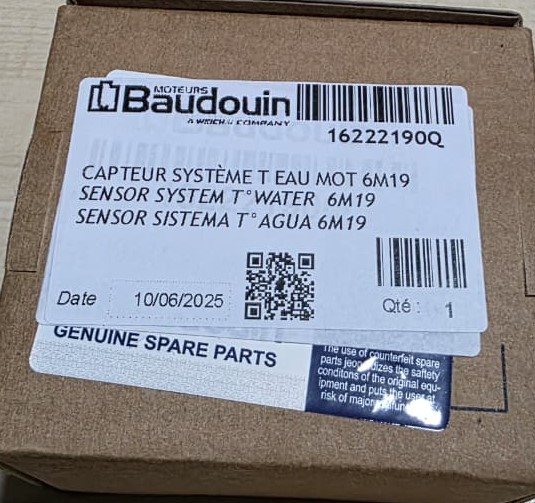 MOTEURS
Baudouin
A WEICHAI COMPANY
16222190Q
CAPTEUR SYSTÈME T EAU MOT 6M19
SENSOR SYSTEM T°WATER 6M19
SENSOR SISTEMA T°AGUA 6M19
Date 10/06/2025
Qté : 1
GENUINE SPARE PARTS
The use of counterfeit spare
parts jeopardizes the saftety
conditons of the original equ-
ipment and puts the user at
risk of major